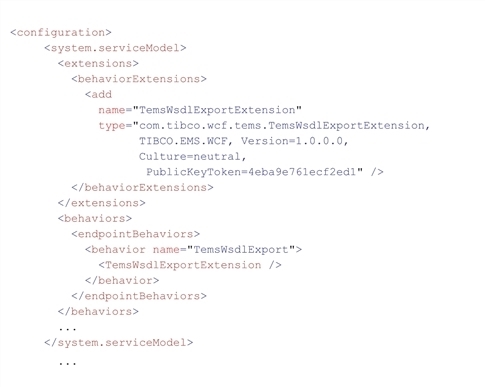 <configuration>
<system.serviceModel>
<extensions>
<behaviorExtensions>
<add
name="TemsWsdlExportExtension"
type="com.tibco.wcf.tems.TemsWsdlExportExtension,
TIBCO.EMS.WCF, Version=1.0.0.0,
Culture=neutral,
PublicKeyToken=4eba9e761ecf2ed1" />
</behaviorExtensions>
</extensions>
<behaviors>
<endpointBehaviors>
<behavior name="TemsWsdlExport">
<TemsWsdlExportExtension />
</behavior>
</endpointBehaviors>
</behaviors>
...
</system.serviceModel>
...